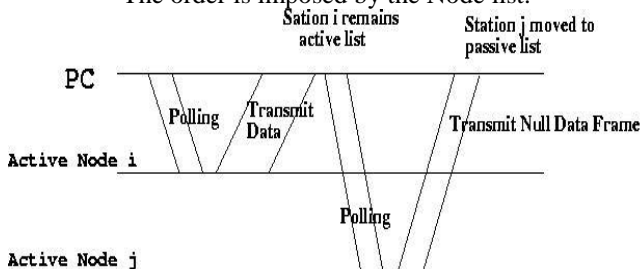 The order is imposed by the Node list.
Sation i remains
active list
Station j moved to
passive list
PC
Polling
Transmit
Data
Transmit Null Data Frame
Active Node i
Polling
Active Node j